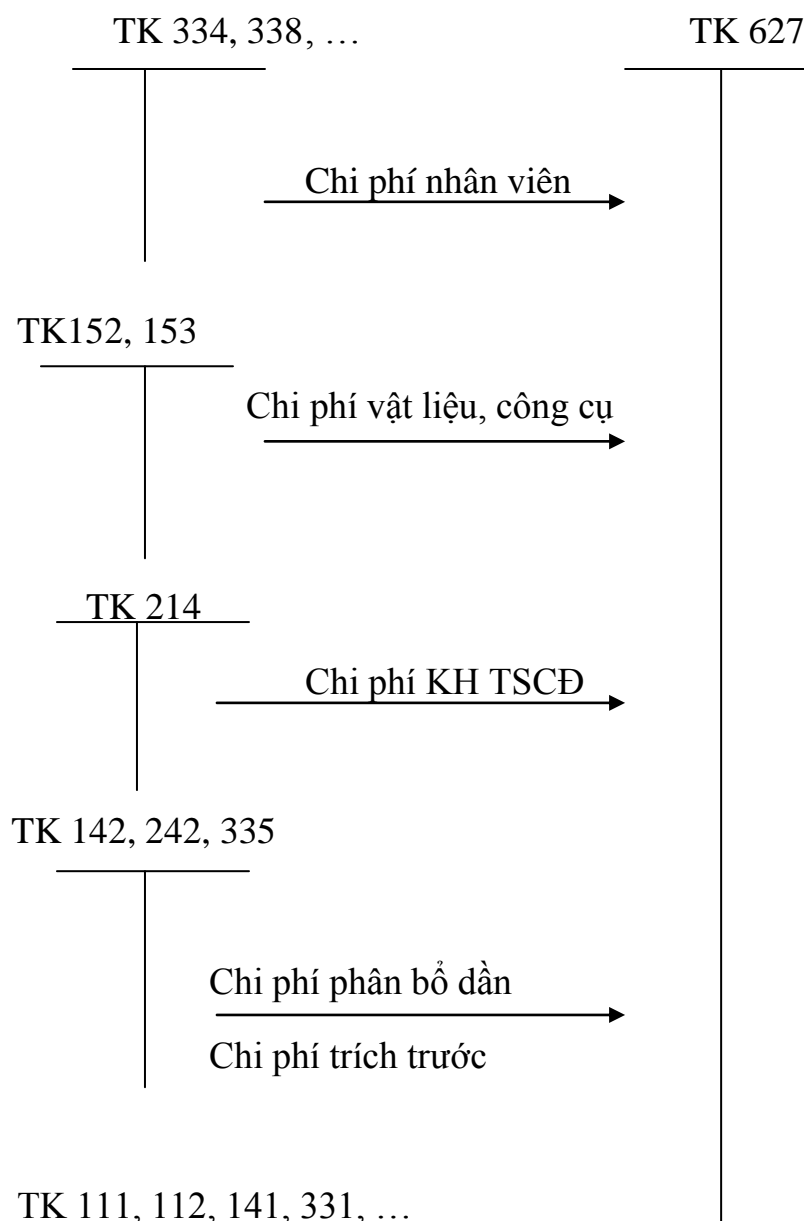 TK 334, 338, …
TK 627
Chi phí nhân viên
TK152, 153
Chi phí vật liệu, công cụ
TK 214
Chi phí KH TSCĐ
TK 142, 242, 335
Chi phí phân bổ dần
Chi phí trích trước
TK 111, 112, 141, 331, …